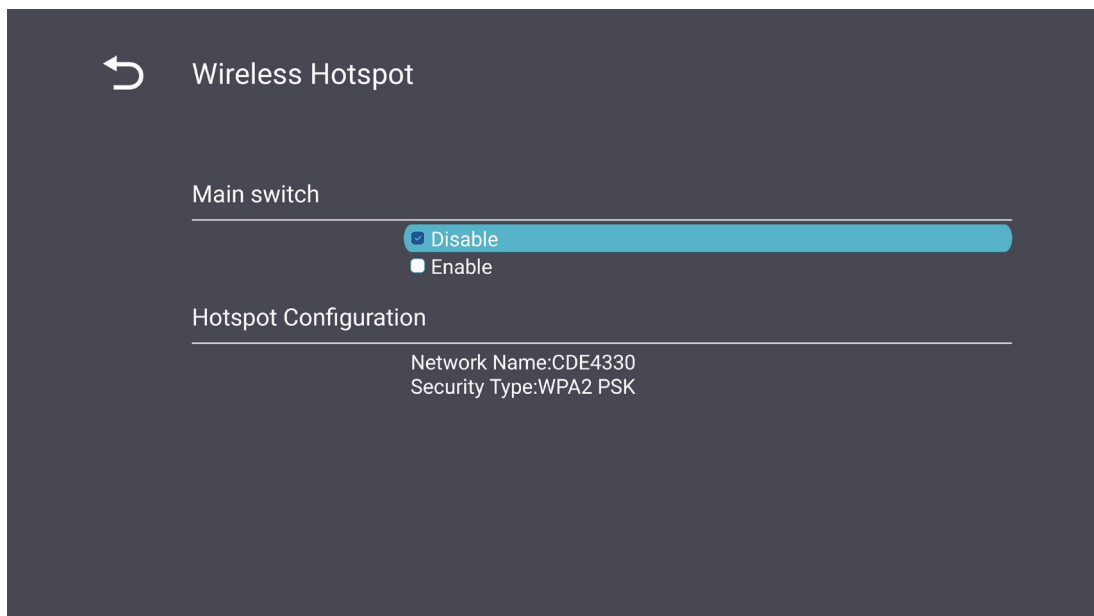 Wireless Hotspot
Main switch
Disable
Enable
Hotspot Configuration
Network Name:CDE4330
Security Type:WPA2 PSK